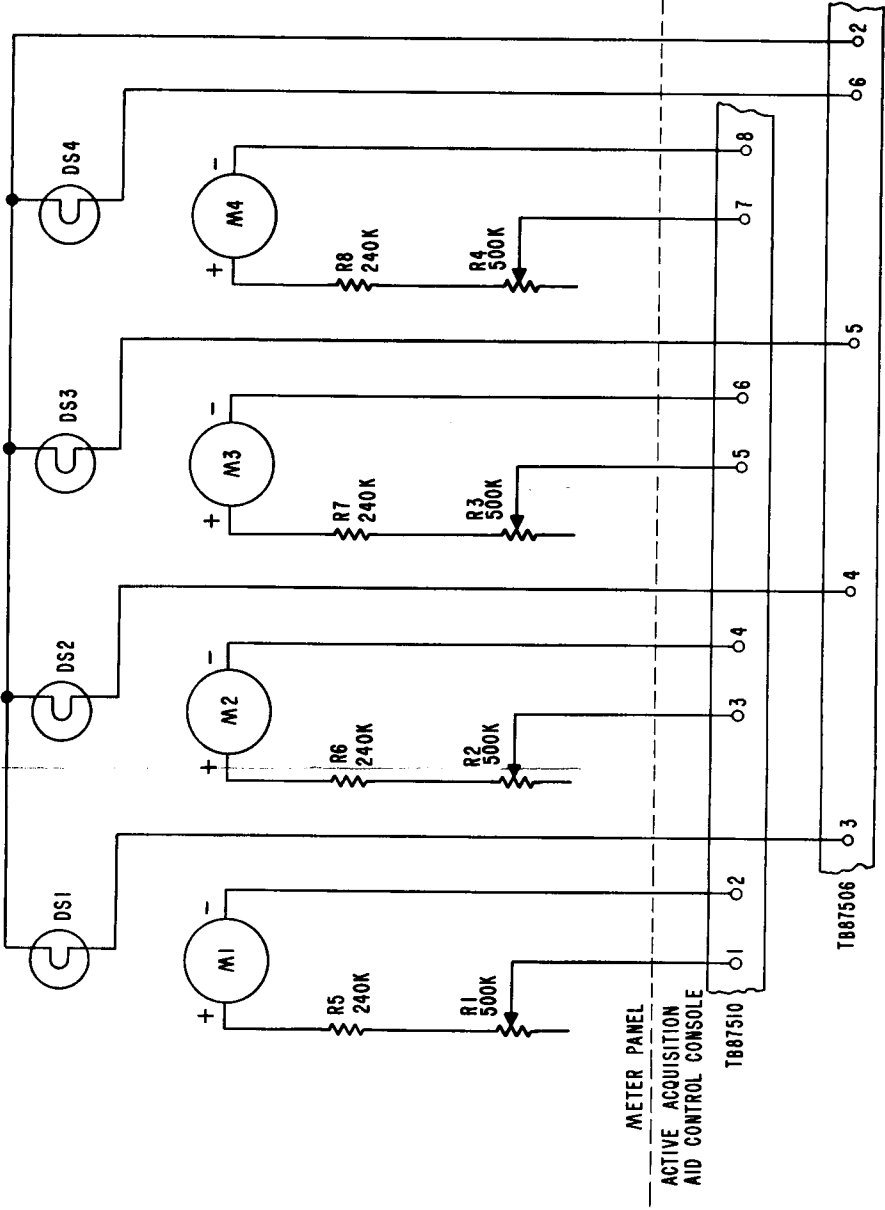 DS1
DS2
DS3
DS4
+
M1
-
+
M2
-
+
M3
-
+
M4
-
R5
240K
R6
240K
R7
240K
R8
240K
R1
500K
R2
500K
R3
500K
R4
500K
METER PANEL
ACTIVE ACQUISITION
AID CONTROL CONSOLE
TB87510
1
2
3
4
5
6
7
8
TB87506
3
4
5
6
2